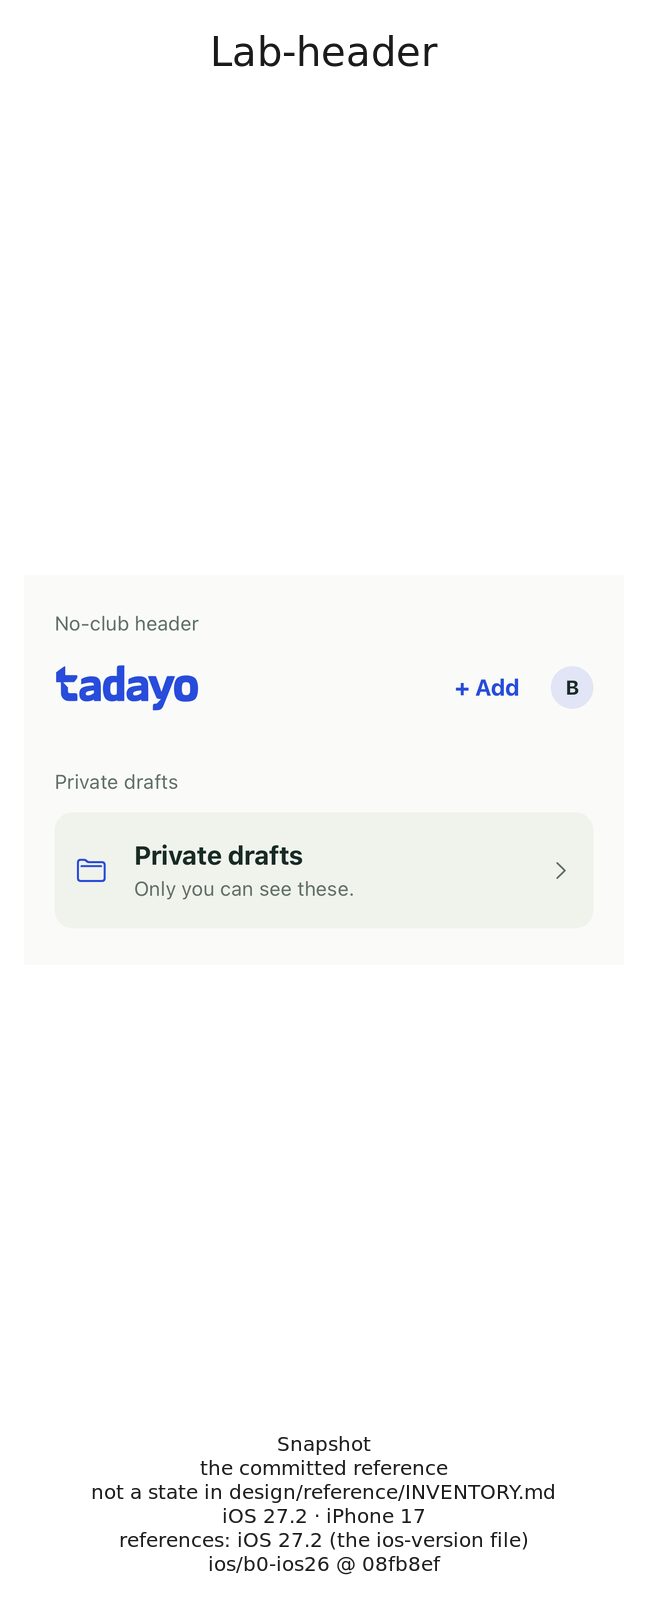 Lab-header
No-club header
tadayo
+ Add
B
Private drafts
Private drafts
Only you can see these.
Snapshot
the committed reference
not a state in design/reference/INVENTORY.md
iOS 27.2 · iPhone 17
references: iOS 27.2 (the ios-version file)
ios/b0-ios26 @ 08fb8ef